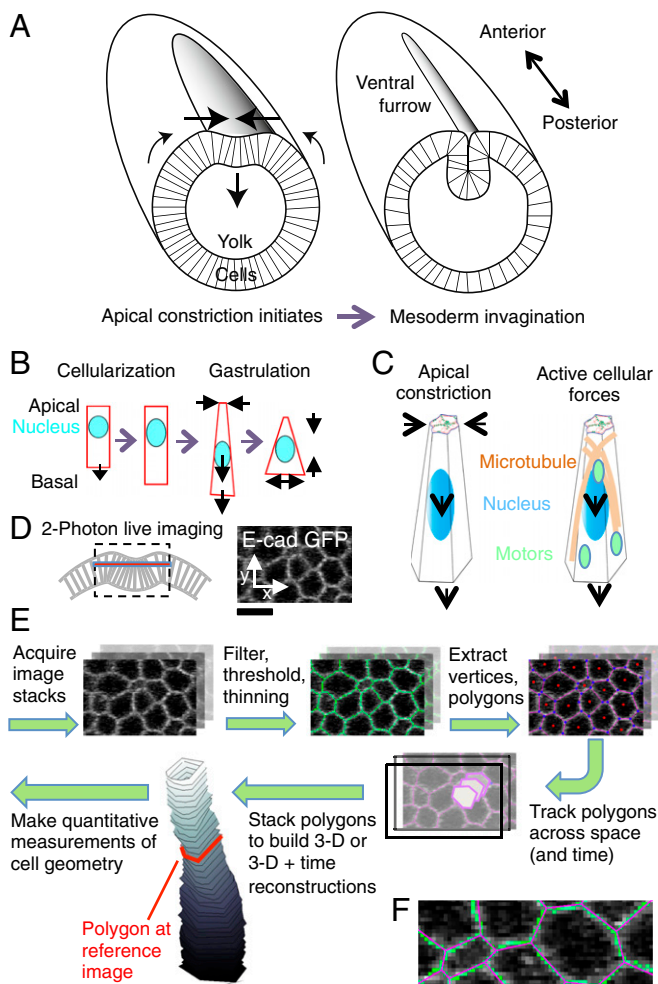 A
Anterior
Posterior
Ventral
furrow
Yolk
Cells
Apical constriction initiates
Mesoderm invagination
B
Cellularization
Gastrulation
Apical
Nucleus
Basal
C
Apical
constriction
Active cellular
forces
Microtubule
Nucleus
Motors
D
2-Photon live imaging
E-cad GFP
y
x
E
Acquire
image
stacks
Filter,
threshold,
thinning
Extract
vertices,
polygons
Track polygons
across space
(and time)
Stack polygons
to build 3-D or
3-D + time
reconstructions
Make quantitative
measurements of
cell geometry
Polygon at
reference
image
F